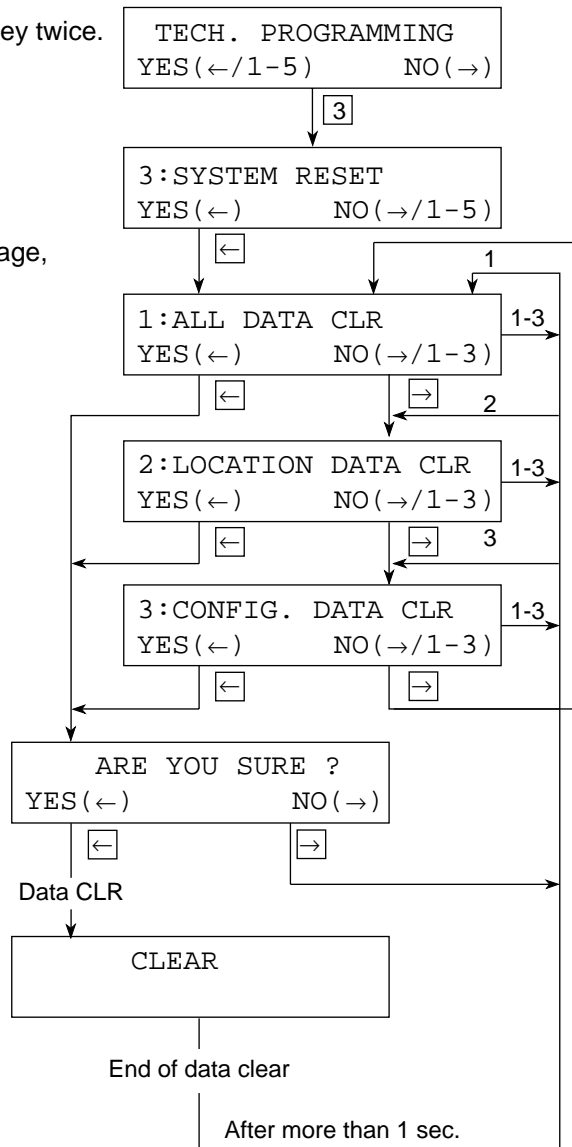 ey twice.
TECH. PROGRAMMING
YES(←/1-5) NO(→)
3
3:SYSTEM RESET
YES(←) NO(→/1-5)
age,
←
1
1:ALL DATA CLR
YES(←) NO(→/1-3)
1-3
←
→
2
2:LOCATION DATA CLR
YES(←) NO(→/1-3)
1-3
←
→
3
3:CONFIG. DATA CLR
YES(←) NO(→/1-3)
1-3
←
→
ARE YOU SURE ?
YES(←) NO(→)
←
→
Data CLR
CLEAR
End of data clear
After more than 1 sec.